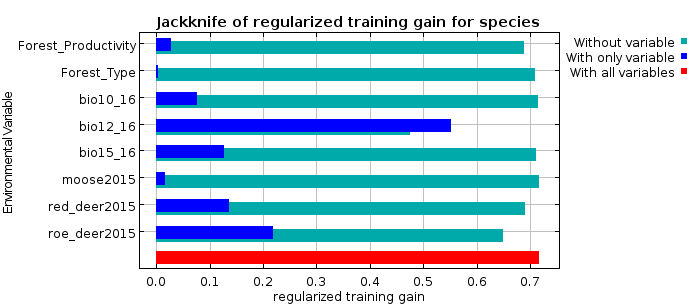 Jackknife of regularized training gain for species
Environmental Variable
Forest_Productivity
Forest_Type
bio10_16
bio12_16
bio15_16
moose2015
red_deer2015
roe_deer2015
0.0 0.1 0.2 0.3 0.4 0.5 0.6 0.7
regularized training gain
Without variable
With only variable
With all variables